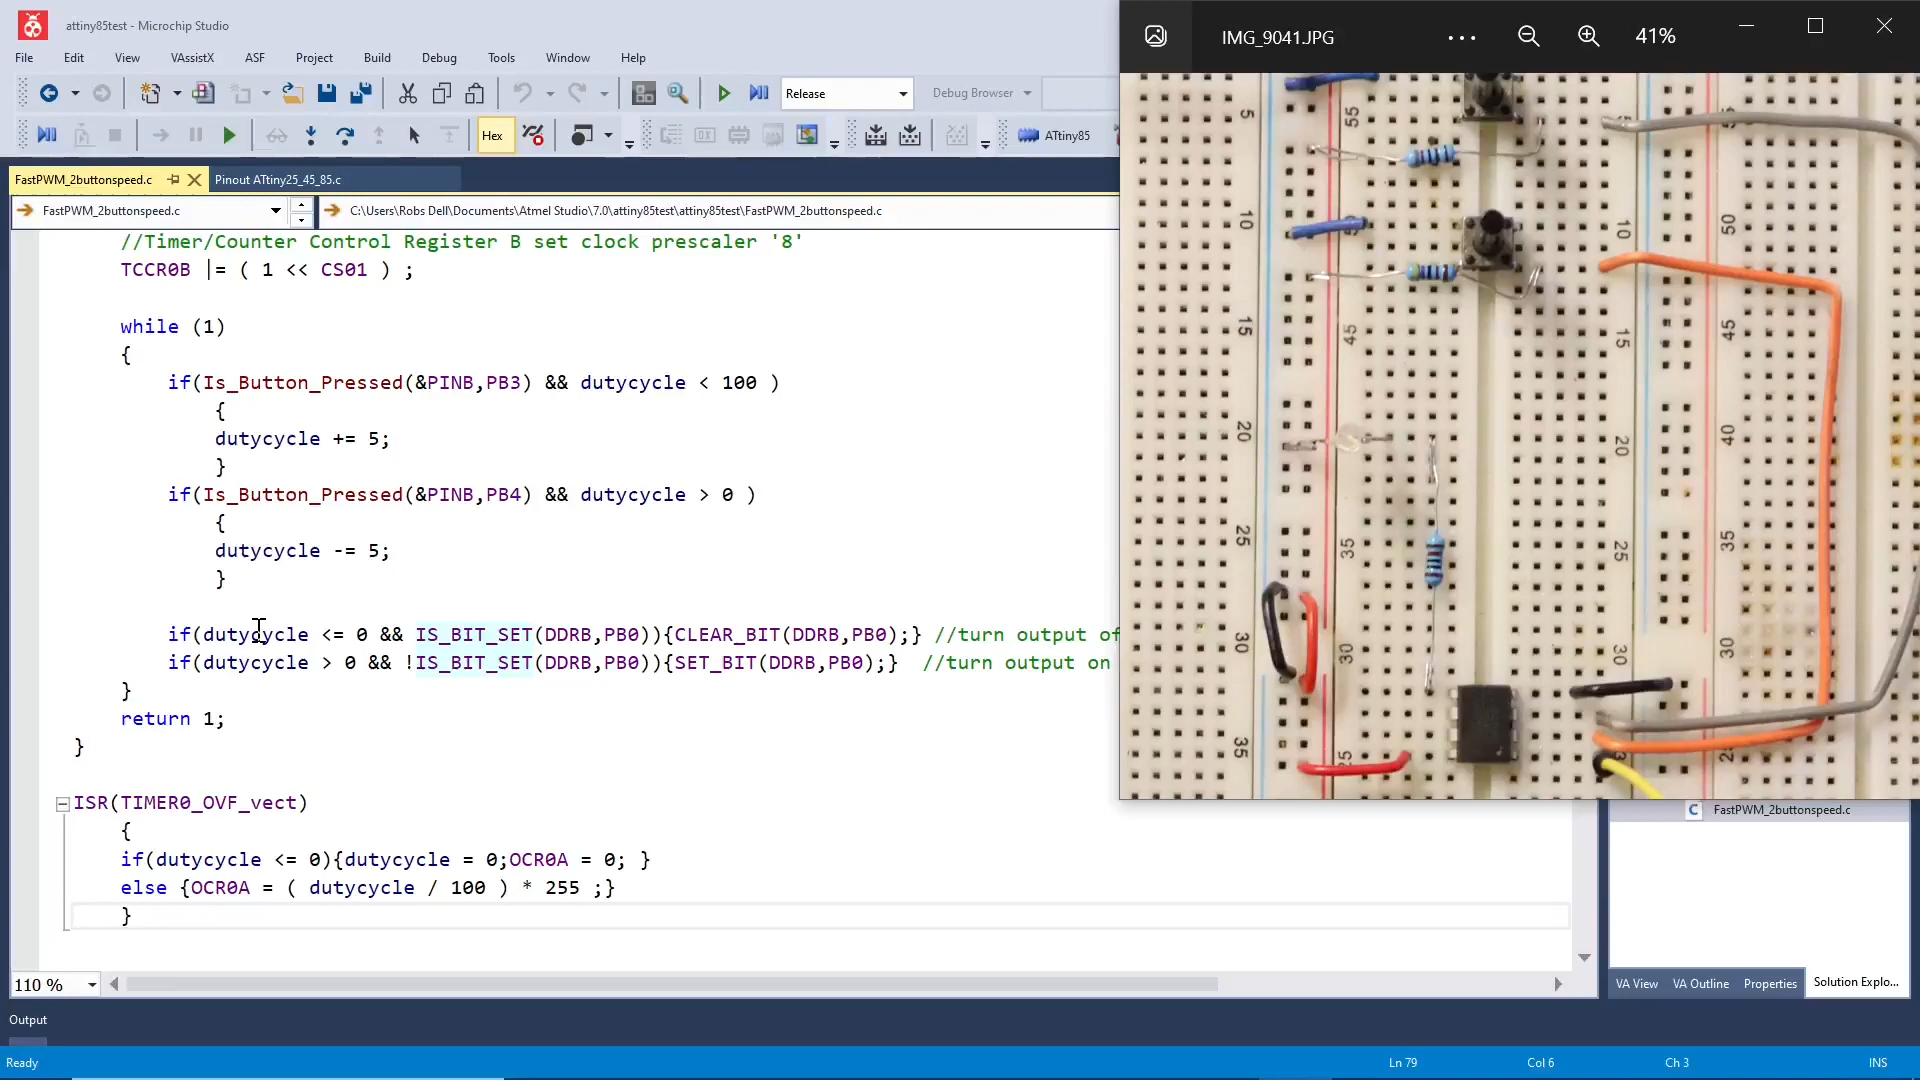 attiny85test - Microchip Studio
File Edit View VAssistX ASF Project Build Debug Tools Window Help
Release Debug Browser
Hex ATtiny85
FastPWM_2buttonspeed.c Pinout ATtiny25_45_85.c
FastPWM_2buttonspeed.c C:\Users\Robs Dell\Documents\Atmel Studio\7.0\attiny85test\attiny85test\FastPWM_2buttonspeed.c
//Timer/Counter Control Register B set clock prescaler '8'
TCCR0B |= ( 1 << CS01 ) ;
while (1)
{
if(Is_Button_Pressed(&PINB,PB3) && dutycycle < 100 )
{
dutycycle += 5;
}
if(Is_Button_Pressed(&PINB,PB4) && dutycycle > 0 )
{
dutycycle -= 5;
}
if(dutycycle <= 0 && IS_BIT_SET(DDRB,PB0)){CLEAR_BIT(DDRB,PB0);} //turn output of
if(dutycycle > 0 && !IS_BIT_SET(DDRB,PB0)){SET_BIT(DDRB,PB0);} //turn output on
}
return 1;
}
ISR(TIMER0_OVF_vect)
{
if(dutycycle <= 0){dutycycle = 0;OCR0A = 0; }
else {OCR0A = ( dutycycle / 100 ) * 255 ;}
}
110 %
Output
Ready Ln 79 Col 6 Ch 3 INS
IMG_9041.JPG 41%
5 55
10 10 50
15 45 15 45
20 20 40
25 35 25 35
30 30 30 30
35
FastPWM_2buttonspeed.c
VA View VA Outline Properties Solution Explo...